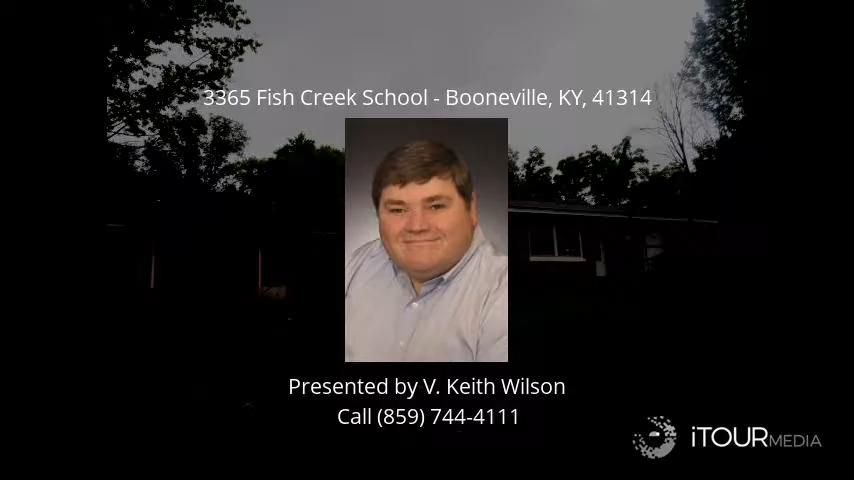 3365 Fish Creek School - Booneville, KY, 41314
Presented by V. Keith Wilson
Call (859) 744-4111
iTOURMEDIA